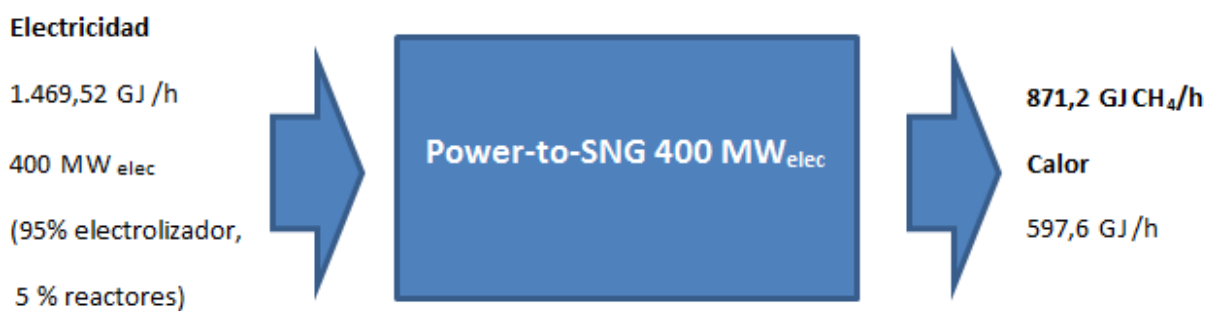 Electricidad
1.469,52 GJ /h
400 MW elec
(95% electrolizador,
5 % reactores)
Power-to-SNG 400 MWelec
871,2 GJ CH₄/h
Calor
597,6 GJ /h